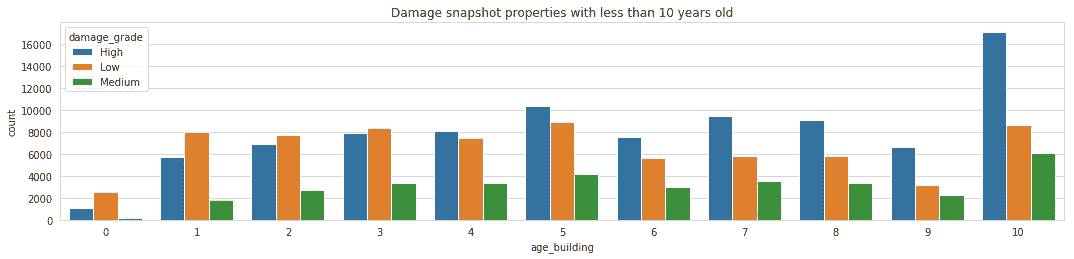 Damage snapshot properties with less than 10 years old
damage_grade
High
Low
Medium
count
16000
14000
12000
10000
8000
6000
4000
2000
0
0 1 2 3 4 5 6 7 8 9 10
age_building